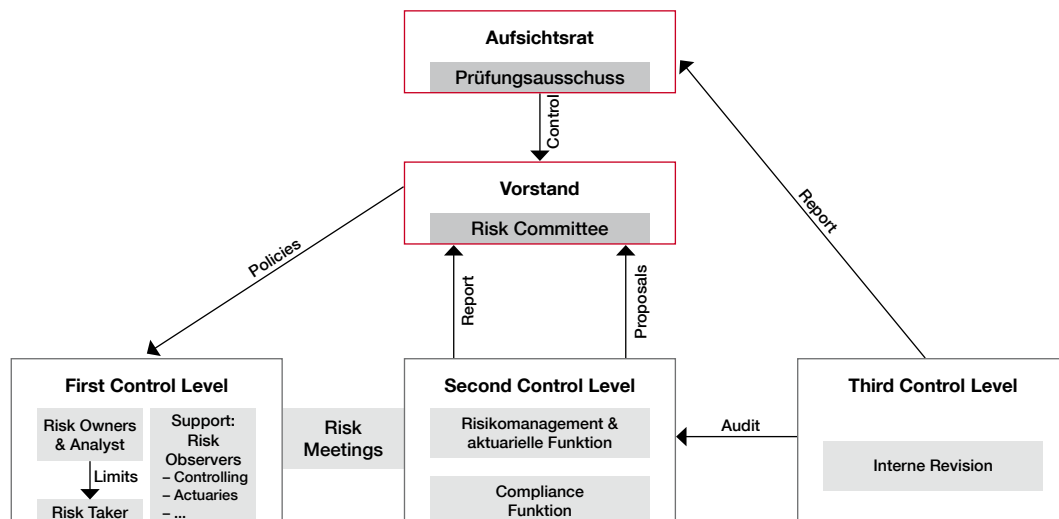 Aufsichtsrat
Prüfungsausschuss
Control
Vorstand
Risk Committee
Policies
Report
Proposals
Report
First Control Level
Risk Owners
& Analyst
Limits
Risk Taker
Support:
Risk
Observers
– Controlling
– Actuaries
– ...
Risk
Meetings
Second Control Level
Risikomanagement &
aktuarielle Funktion
Compliance
Funktion
Audit
Third Control Level
Interne Revision